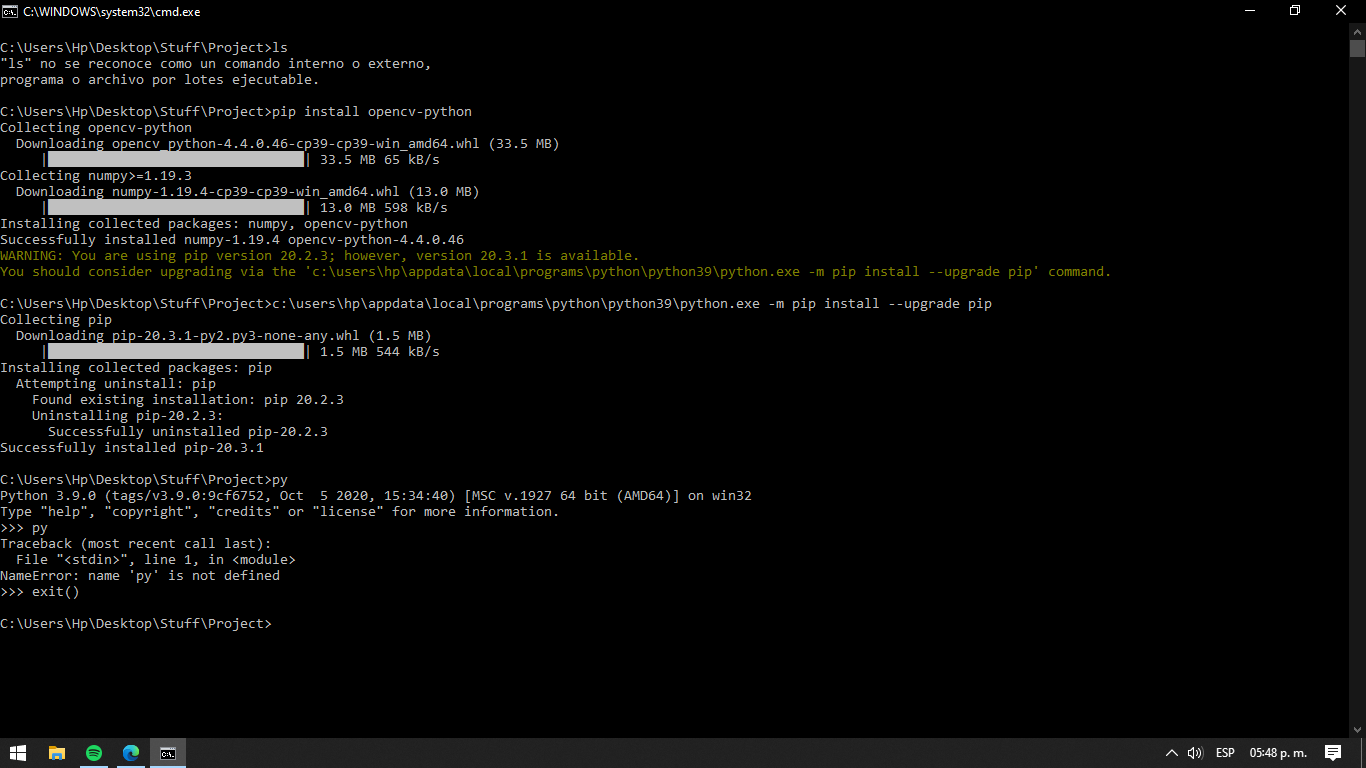 C:\WINDOWS\system32\cmd.exe
C:\Users\Hp\Desktop\Stuff\Project>ls
"ls" no se reconoce como un comando interno o externo,
programa o archivo por lotes ejecutable.
C:\Users\Hp\Desktop\Stuff\Project>pip install opencv-python
Collecting opencv-python
Downloading opencv_python-4.4.0.46-cp39-cp39-win_amd64.whl (33.5 MB)
| | 33.5 MB 65 kB/s
Collecting numpy>=1.19.3
Downloading numpy-1.19.4-cp39-cp39-win_amd64.whl (13.0 MB)
| | 13.0 MB 598 kB/s
Installing collected packages: numpy, opencv-python
Successfully installed numpy-1.19.4 opencv-python-4.4.0.46
WARNING: You are using pip version 20.2.3; however, version 20.3.1 is available.
You should consider upgrading via the 'c:\users\hp\appdata\local\programs\python\python39\python.exe -m pip install --upgrade pip' command.
C:\Users\Hp\Desktop\Stuff\Project>c:\users\hp\appdata\local\programs\python\python39\python.exe -m pip install --upgrade pip
Collecting pip
Downloading pip-20.3.1-py2.py3-none-any.whl (1.5 MB)
| | 1.5 MB 544 kB/s
Installing collected packages: pip
Attempting uninstall: pip
Found existing installation: pip 20.2.3
Uninstalling pip-20.2.3:
Successfully uninstalled pip-20.2.3
Successfully installed pip-20.3.1
C:\Users\Hp\Desktop\Stuff\Project>py
Python 3.9.0 (tags/v3.9.0:9cf6752, Oct  5 2020, 15:34:40) [MSC v.1927 64 bit (AMD64)] on win32
Type "help", "copyright", "credits" or "license" for more information.
>>> py
Traceback (most recent call last):
File "<stdin>", line 1, in <module>
NameError: name 'py' is not defined
>>> exit()
C:\Users\Hp\Desktop\Stuff\Project>
ESP 05:48 p. m.